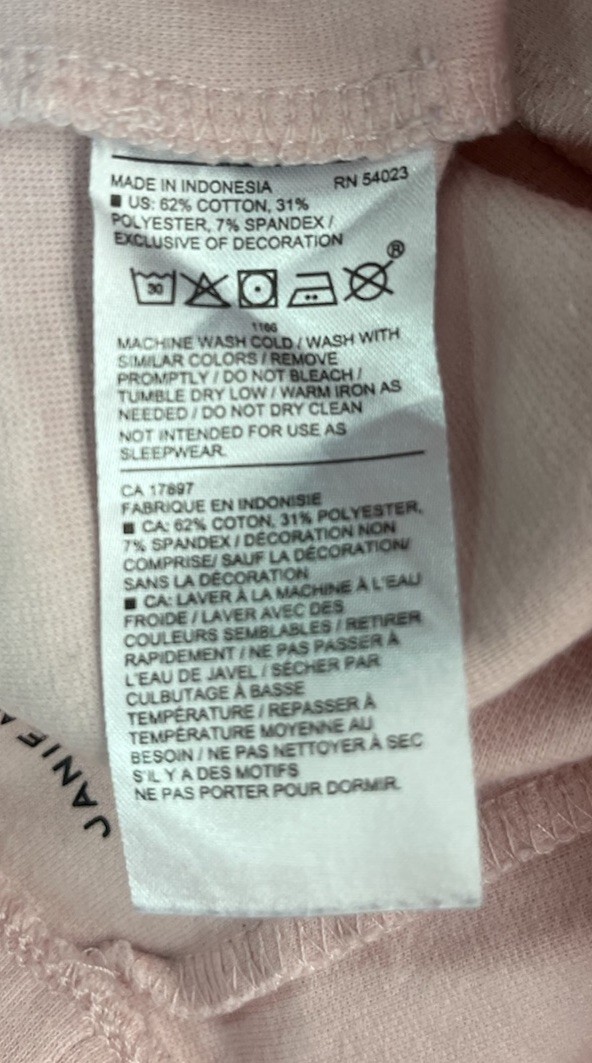 MADE IN INDONESIA RN 54023
■ US: 62% COTTON, 31%
POLYESTER, 7% SPANDEX /
EXCLUSIVE OF DECORATION
®
30
1166
MACHINE WASH COLD / WASH WITH
SIMILAR COLORS / REMOVE
PROMPTLY / DO NOT BLEACH /
TUMBLE DRY LOW / WARM IRON AS
NEEDED / DO NOT DRY CLEAN
NOT INTENDED FOR USE AS
SLEEPWEAR.
CA 17897
FABRIQUE EN INDONISIE
■ CA: 62% COTON, 31% POLYESTER,
7% SPANDEX / DÉCORATION NON
COMPRISE/ SAUF LA DÉCORATION/
SANS LA DÉCORATION
■ CA: LAVER À LA MACHINE À L'EAU
FROIDE / LAVER AVEC DES
COULEURS SEMBLABLES / RETIRER
RAPIDEMENT / NE PAS PASSER À
L'EAU DE JAVEL / SÉCHER PAR
CULBUTAGE À BASSE
TEMPÉRATURE / REPASSER À
TEMPÉRATURE MOYENNE AU
BESOIN / NE PAS NETTOYER À SEC
S'IL Y A DES MOTIFS
NE PAS PORTER POUR DORMIR.
JANIE